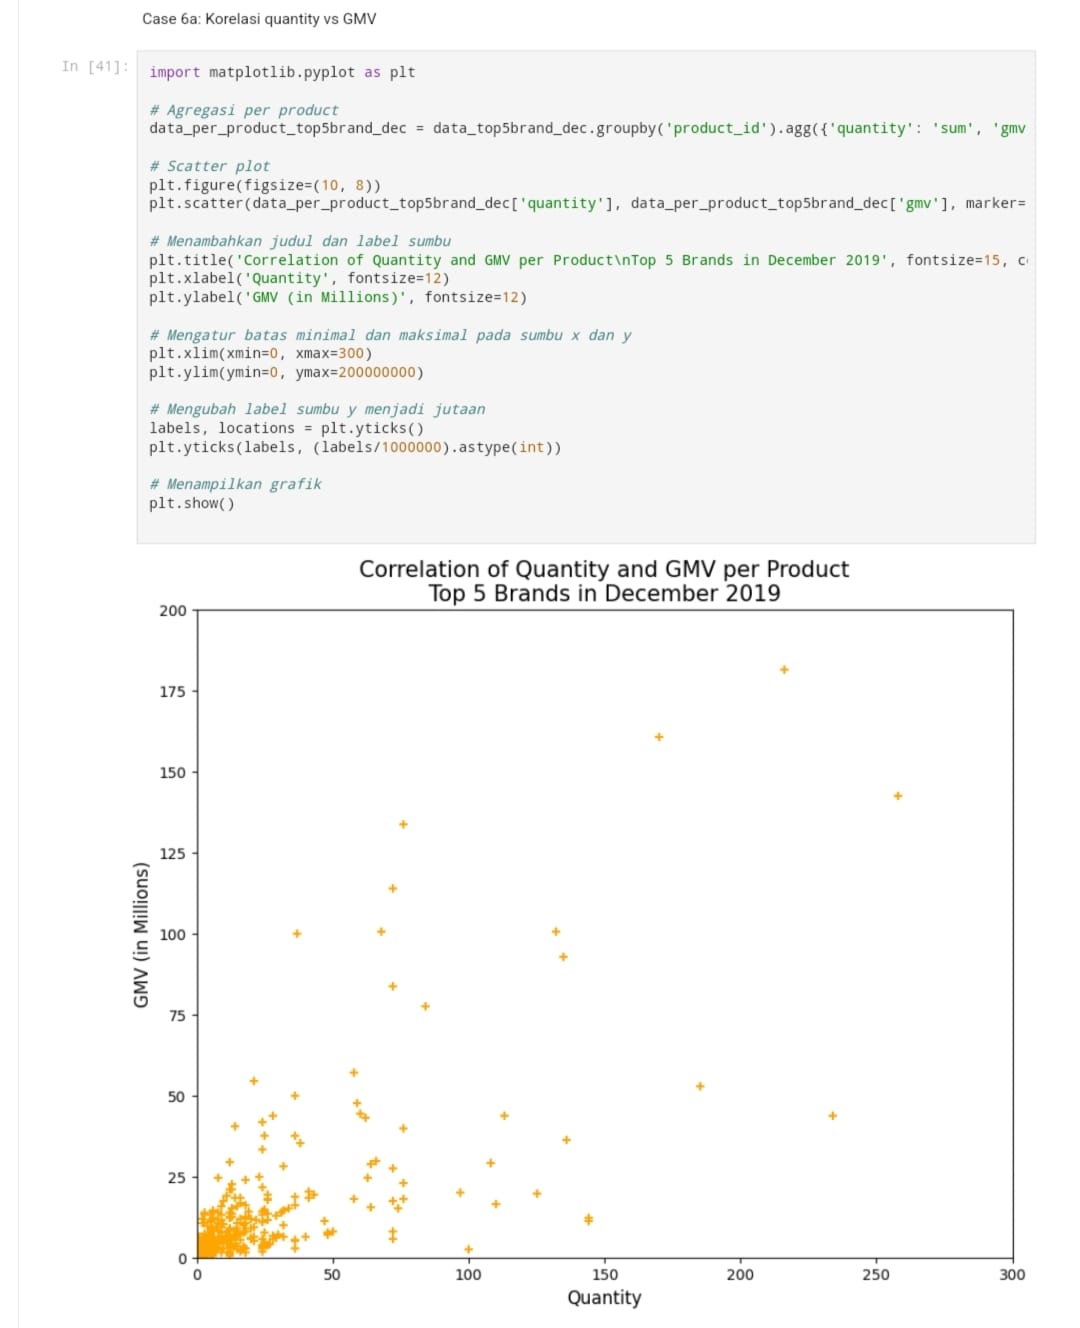 Case 6a: Korelasi quantity vs GMV
In [41]:
import matplotlib.pyplot as plt
# Agregasi per product
data_per_product_top5brand_dec = data_top5brand_dec.groupby('product_id').agg({'quantity': 'sum', 'gmv
# Scatter plot
plt.figure(figsize=(10, 8))
plt.scatter(data_per_product_top5brand_dec['quantity'], data_per_product_top5brand_dec['gmv'], marker=
# Menambahkan judul dan label sumbu
plt.title('Correlation of Quantity and GMV per Product\nTop 5 Brands in December 2019', fontsize=15, c
plt.xlabel('Quantity', fontsize=12)
plt.ylabel('GMV (in Millions)', fontsize=12)
# Mengatur batas minimal dan maksimal pada sumbu x dan y
plt.xlim(xmin=0, xmax=300)
plt.ylim(ymin=0, ymax=200000000)
# Mengubah label sumbu y menjadi jutaan
labels, locations = plt.yticks()
plt.yticks(labels, (labels/1000000).astype(int))
# Menampilkan grafik
plt.show()
Correlation of Quantity and GMV per Product
Top 5 Brands in December 2019
200
175
150
125
100
75
50
25
0
GMV (in Millions)
0 50 100 150 200 250 300
Quantity